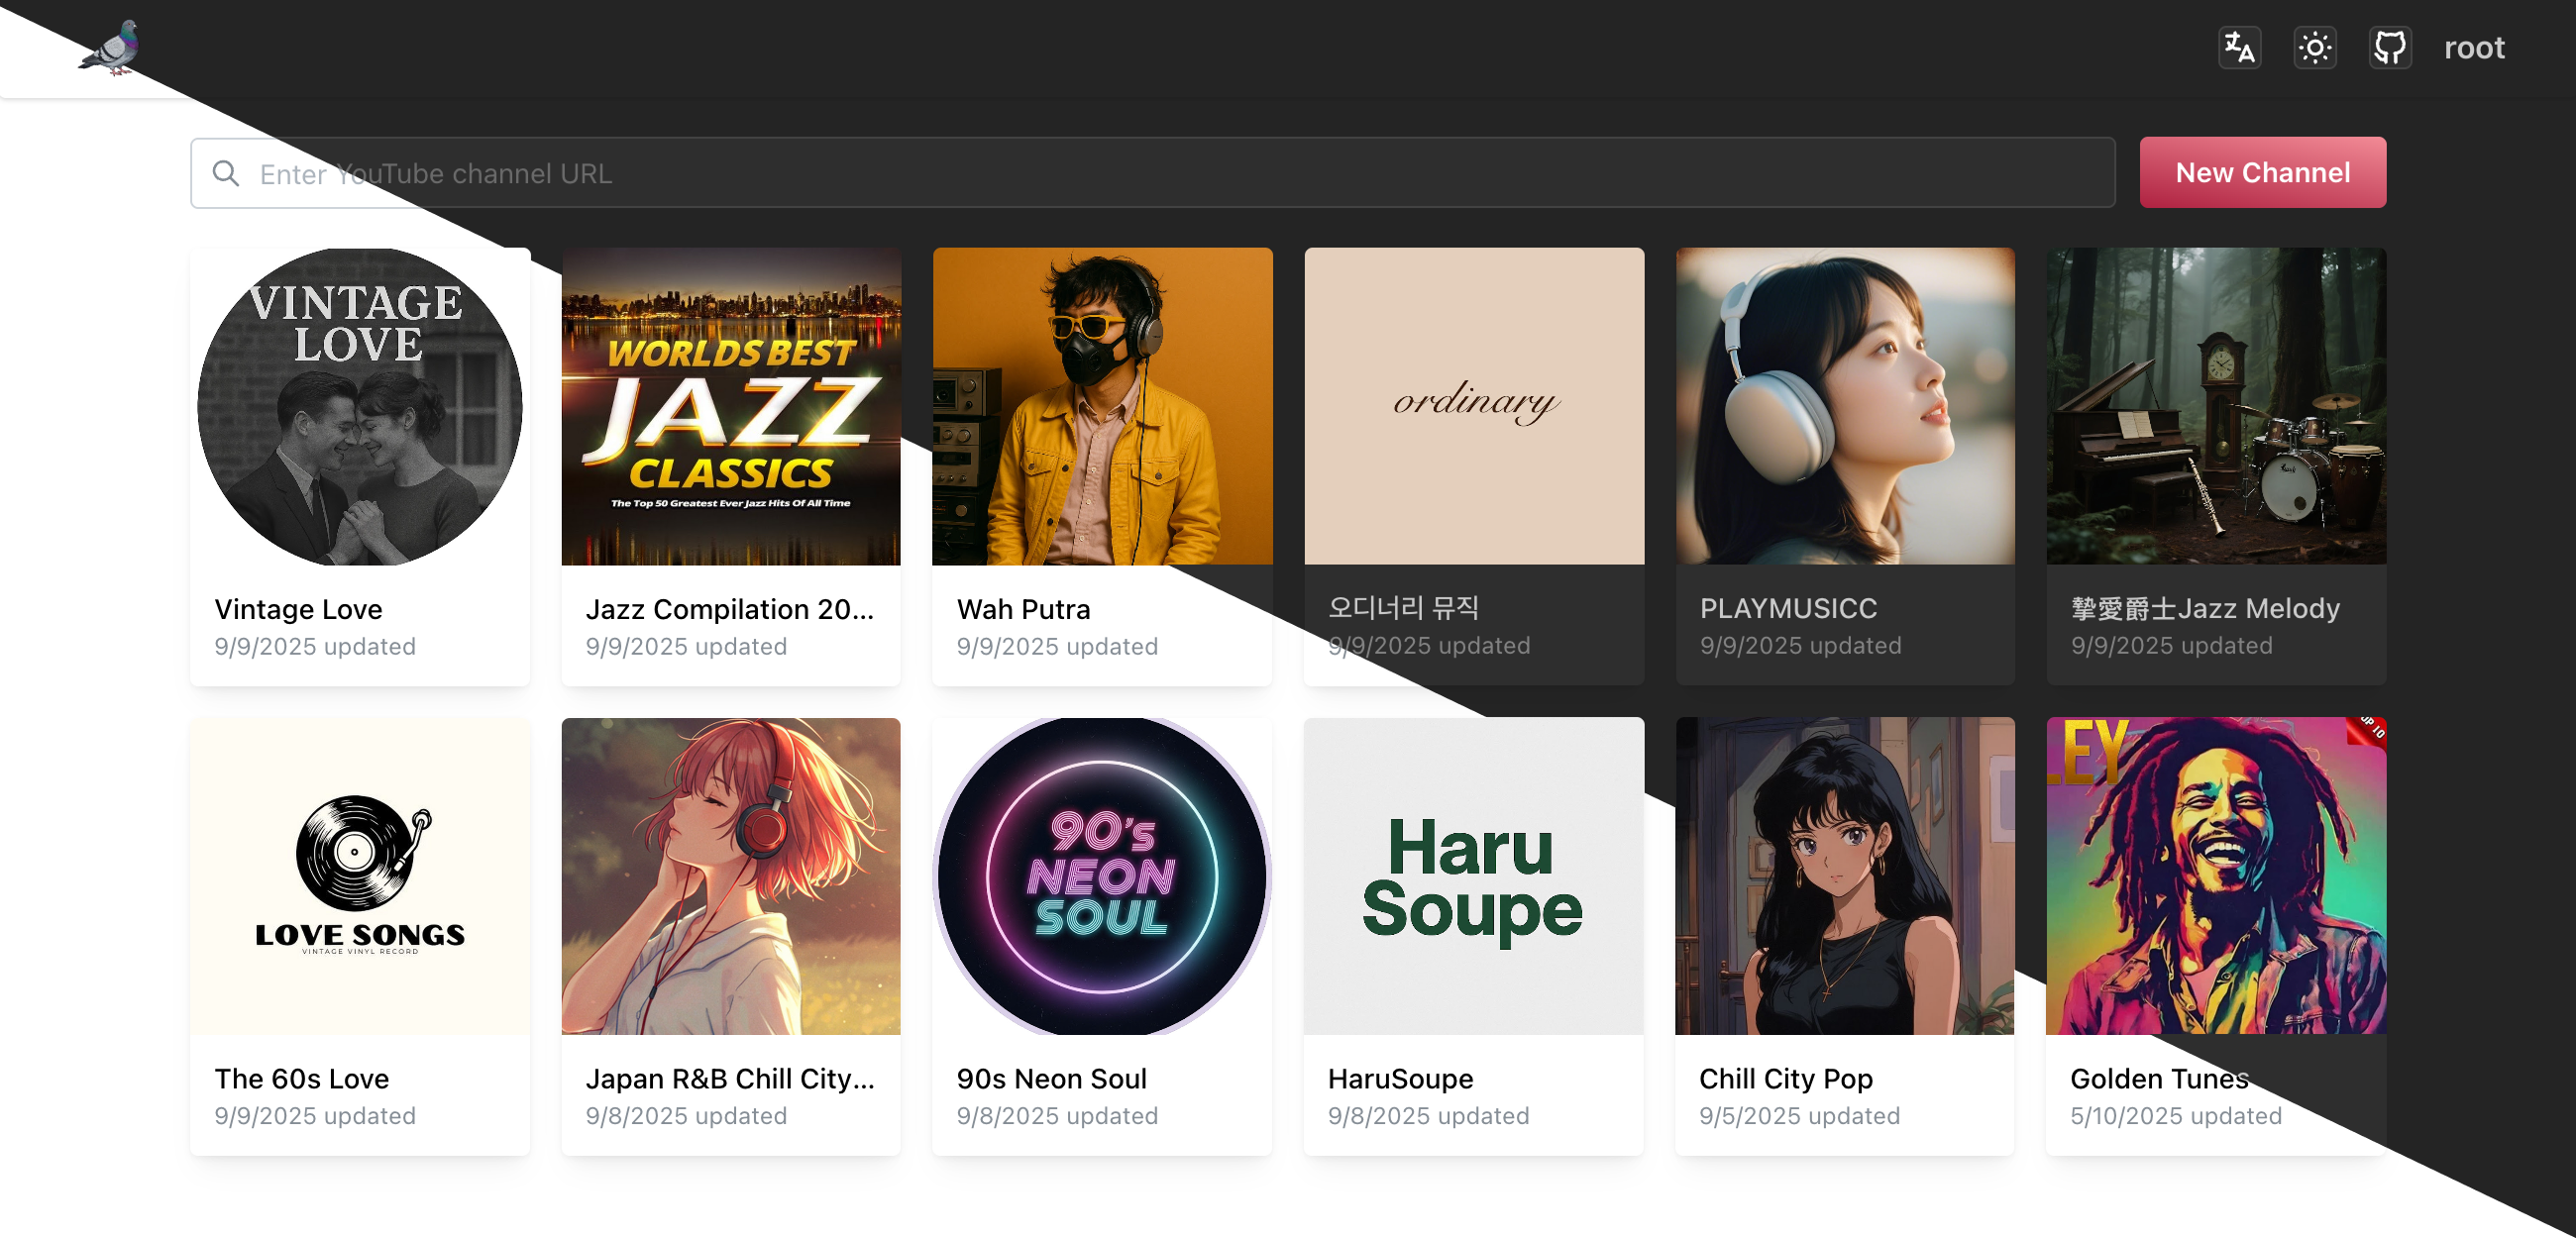 root
Enter YouTube channel URL
New Channel
VINTAGE
LOVE
WORLDS BEST
JAZZ
CLASSICS
The Top 50 Greatest Ever Jazz Hits Of All Time
ordinary
Vintage Love
9/9/2025 updated
Jazz Compilation 20...
9/9/2025 updated
Wah Putra
9/9/2025 updated
오디너리 뮤직
9/9/2025 updated
PLAYMUSICC
9/9/2025 updated
摯愛爵士Jazz Melody
9/9/2025 updated
LOVE SONGS
VINTAGE VINYL RECORD
90's
NEON
SOUL
Haru
Soupe
LEY
OP 10
The 60s Love
9/9/2025 updated
Japan R&B Chill City...
9/8/2025 updated
90s Neon Soul
9/8/2025 updated
HaruSoupe
9/8/2025 updated
Chill City Pop
9/5/2025 updated
Golden Tunes
5/10/2025 updated